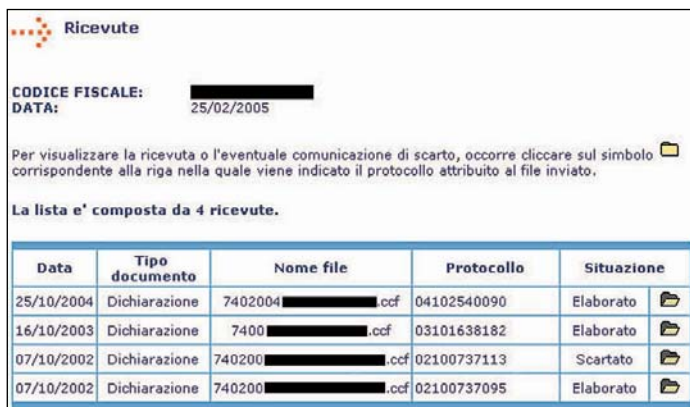 Ricevute
CODICE FISCALE:
DATA: 25/02/2005
Per visualizzare la ricevuta o l'eventuale comunicazione di scarto, occorre cliccare sul simbolo
corrispondente alla riga nella quale viene indicato il protocollo attribuito al file inviato.
La lista e' composta da 4 ricevute.
Data Tipo documento Nome file Protocollo Situazione
25/10/2004 Dichiarazione 7402004 .ccf 04102540090 Elaborato
16/10/2003 Dichiarazione 7400 .ccf 03101638182 Elaborato
07/10/2002 Dichiarazione 740200 .ccf 02100737113 Scartato
07/10/2002 Dichiarazione 740200 .ccf 02100737095 Elaborato